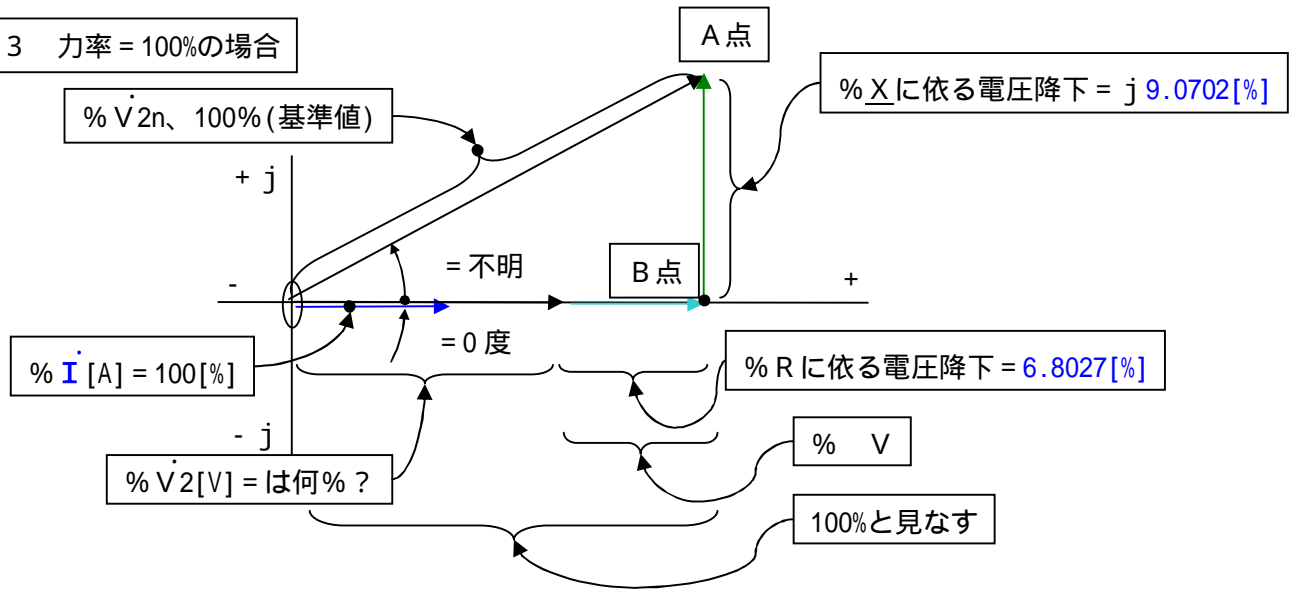 3 力率=100%の場合
A点
%Xに依る電圧降下=j9.0702[%]
%V̇2n、100%(基準値)
+j
=不明
B点
-
+
%İ[A]=100[%]
=0度
%Rに依る電圧降下=6.8027[%]
-j
%V̇2[V]=は何%?
% V
100%と見なす